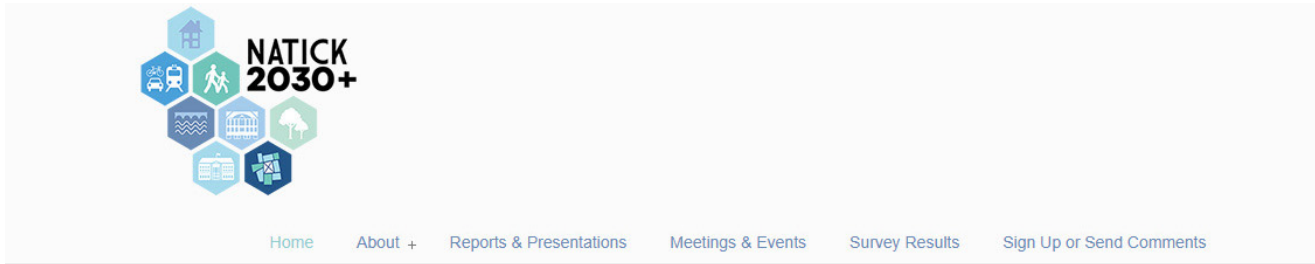 NATICK
2030+
Home About + Reports & Presentations Meetings & Events Survey Results Sign Up or Send Comments